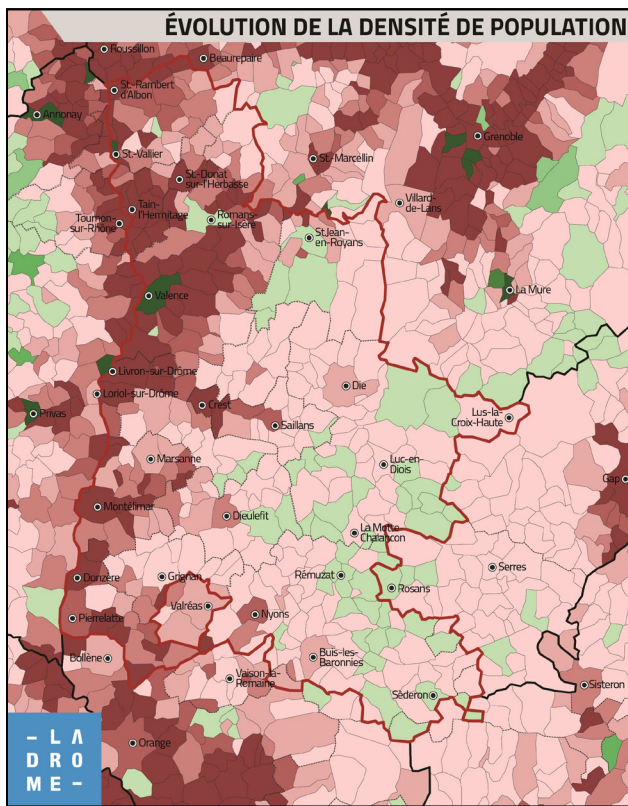 ÉVOLUTION DE LA DENSITÉ DE POPULATION
Roussillon
Beaurepaire
St-Rambert
d'Albon
Annonay
Grenoble
St-Vallier
St-Marcellin
St-Donat
sur-l'Herbasse
Villard-
de-Lans
Tain-
l'Hermitage
Tournon-
sur-Rhône
Romans-
sur-Isère
St Jean-
en-Royans
La Mure
Valence
Livron-sur-Drôme
Die
Loriol-sur-Drôme
Crest
Privas
Lus-la-
Croix-Haute
Saillans
Marsanne
Luc-en-
Diois
Gap
Montélimar
Dieulefit
La Motte
Chalancon
Donzère
Grignan
Rémuzat
Serres
Rosans
Valréas
Nyons
Pierrelatte
Bollène
Buis-les-
Baronnies
Vaison-la-
Romaine
Sisteron
Séderon
Orange
– L A
D R O
M E –